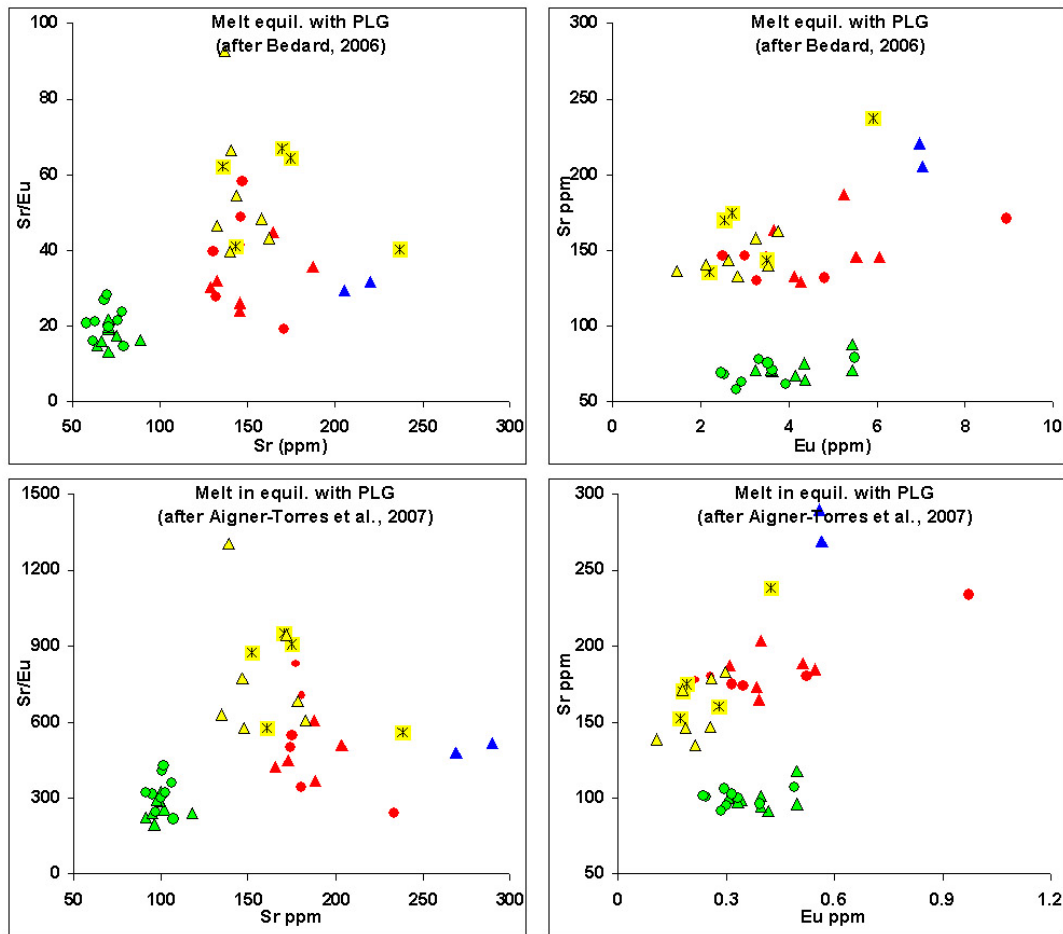 Melt equil. with PLG
(after Bedard, 2006)
100
80
60
40
20
0
Sr/Eu
50
100
150
200
250
300
Sr (ppm)
Melt equil. with PLG
(after Bedard, 2006)
300
250
200
150
100
50
Sr ppm
0
2
4
6
8
10
Eu (ppm)
Melt in equil. with PLG
(after Aigner-Torres et al., 2007)
1500
1200
900
600
300
0
Sr/Eu
50
100
150
200
250
300
Sr ppm
Melt in equil. with PLG
(after Aigner-Torres et al., 2007)
300
250
200
150
100
50
Sr ppm
0
0.3
0.6
0.9
1.2
Eu ppm